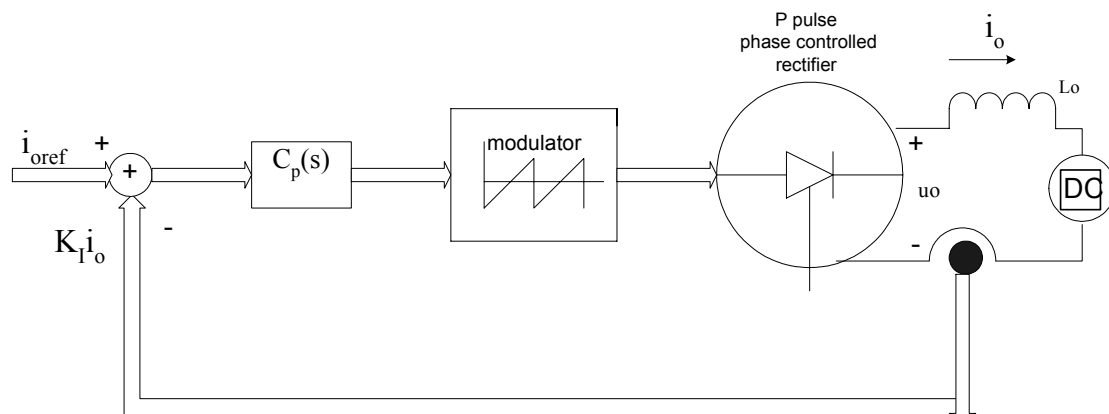 P pulse
phase controlled
rectifier
i_o
Lo
i_oref
+
+
-
K_I i_o
C_p(s)
modulator
+
uo
-
DC